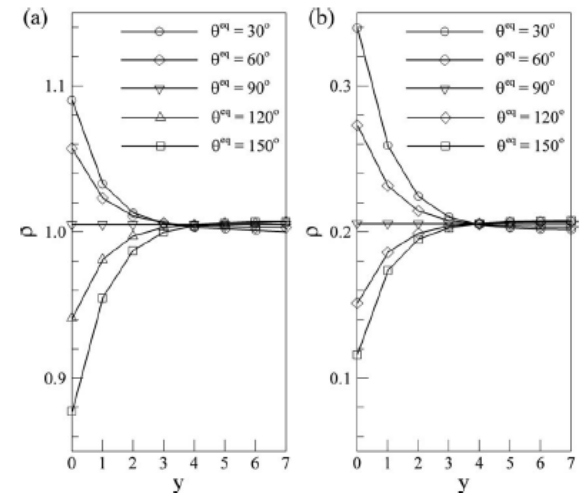 (a)
θeq = 30°
θeq = 60°
θeq = 90°
θeq = 120°
θeq = 150°
1.1
1.0
0.9
ρ
0 1 2 3 4 5 6 7
y
(b)
θeq = 30°
θeq = 60°
θeq = 90°
θeq = 120°
θeq = 150°
0.3
0.2
0.1
ρ
0 1 2 3 4 5 6 7
y